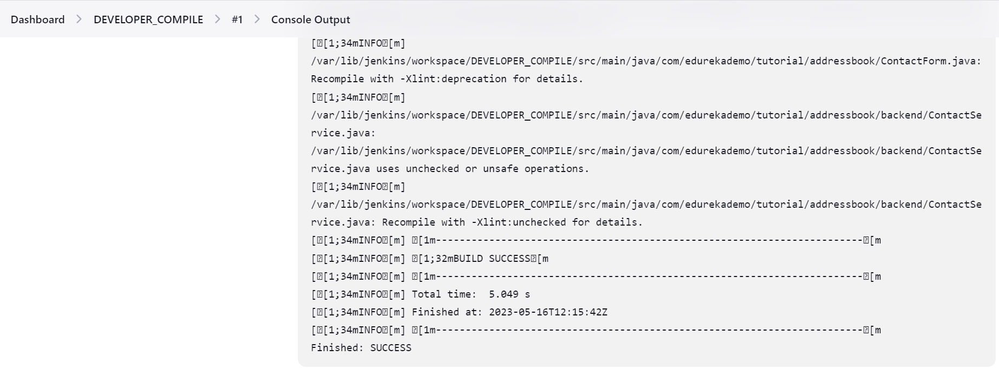 Dashboard > DEVELOPER_COMPILE > #1 > Console Output
[�[1;34mINFO�[m]
/var/lib/jenkins/workspace/DEVELOPER_COMPILE/src/main/java/com/edurekademo/tutorial/addressbook/ContactForm.java:
Recompile with -Xlint:deprecation for details.
[�[1;34mINFO�[m]
/var/lib/jenkins/workspace/DEVELOPER_COMPILE/src/main/java/com/edurekademo/tutorial/addressbook/backend/ContactSe
rvice.java:
/var/lib/jenkins/workspace/DEVELOPER_COMPILE/src/main/java/com/edurekademo/tutorial/addressbook/backend/ContactSe
rvice.java uses unchecked or unsafe operations.
[�[1;34mINFO�[m]
/var/lib/jenkins/workspace/DEVELOPER_COMPILE/src/main/java/com/edurekademo/tutorial/addressbook/backend/ContactSe
rvice.java: Recompile with -Xlint:unchecked for details.
[�[1;34mINFO�[m] �[1m------------------------------------------------------------------------�[m
[�[1;34mINFO�[m] �[1;32mBUILD SUCCESS�[m
[�[1;34mINFO�[m] �[1m------------------------------------------------------------------------�[m
[�[1;34mINFO�[m] Total time:  5.049 s
[�[1;34mINFO�[m] Finished at: 2023-05-16T12:15:42Z
[�[1;34mINFO�[m] �[1m------------------------------------------------------------------------�[m
Finished: SUCCESS